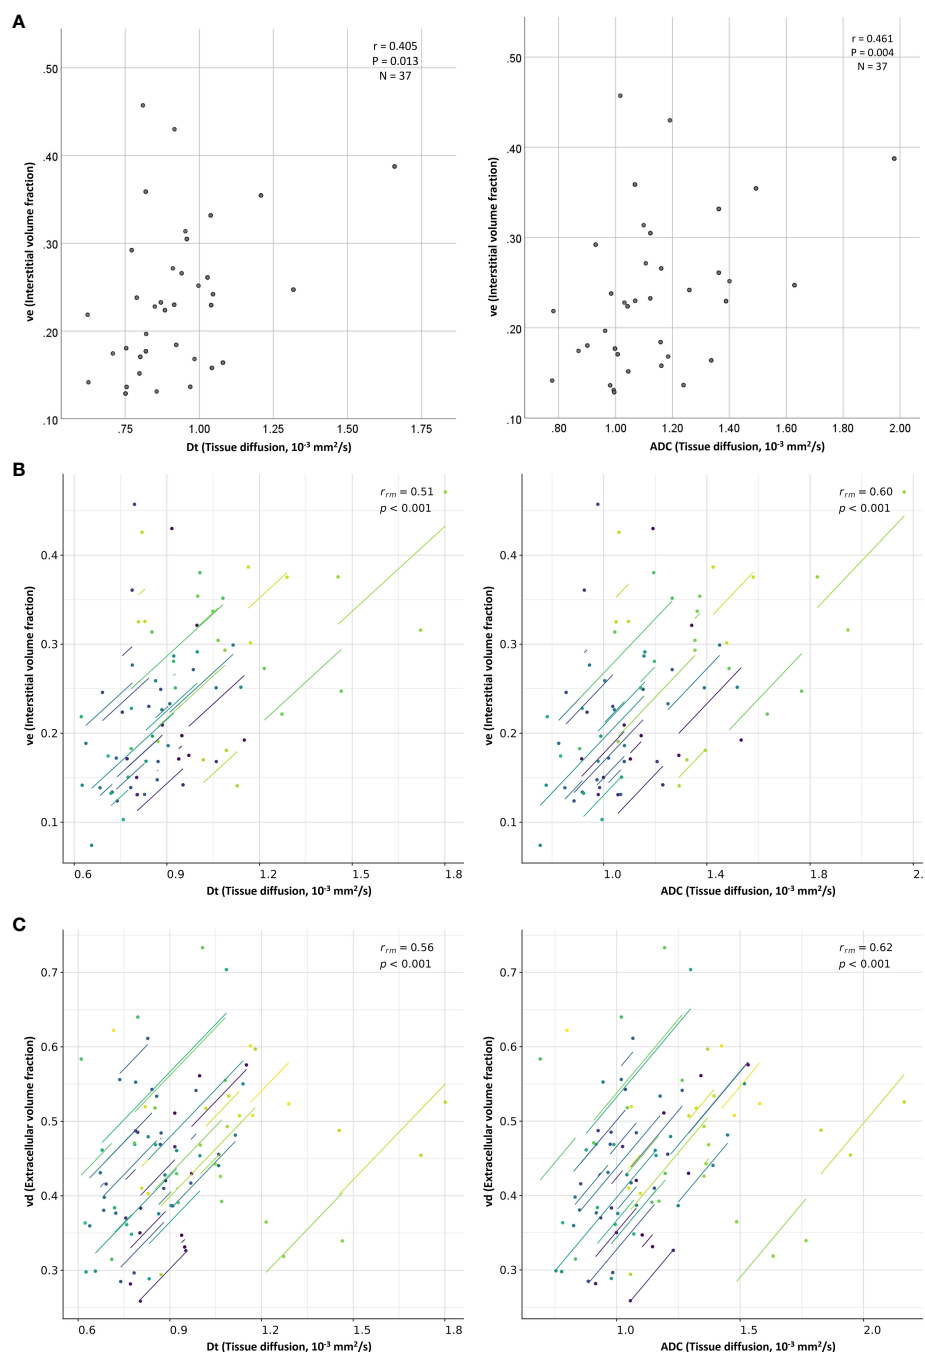 A
r = 0.405
P = 0.013
N = 37
.50
.40
.30
.20
.10
.75
1.00
1.25
1.50
1.75
ve (Interstitial volume fraction)
Dt (Tissue diffusion, 10⁻³ mm²/s)
r = 0.461
P = 0.004
N = 37
.50
.40
.30
.20
.10
.80
1.00
1.20
1.40
1.60
1.80
2.00
ve (Interstitial volume fraction)
ADC (Tissue diffusion, 10⁻³ mm²/s)
B
r_rm = 0.51
p < 0.001
0.4
0.3
0.2
0.1
0.6
0.9
1.2
1.5
1.8
ve (Interstitial volume fraction)
Dt (Tissue diffusion, 10⁻³ mm²/s)
r_rm = 0.60
p < 0.001
0.4
0.3
0.2
0.1
1.0
1.4
1.8
ve (Interstitial volume fraction)
ADC (Tissue diffusion, 10⁻³ mm²/s)
C
r_rm = 0.56
p < 0.001
0.7
0.6
0.5
0.4
0.3
0.6
0.9
1.2
1.5
1.8
vd (Extracellular volume fraction)
Dt (Tissue diffusion, 10⁻³ mm²/s)
r_rm = 0.62
p < 0.001
0.7
0.6
0.5
0.4
0.3
1.0
1.5
2.0
vd (Extracellular volume fraction)
ADC (Tissue diffusion, 10⁻³ mm²/s)